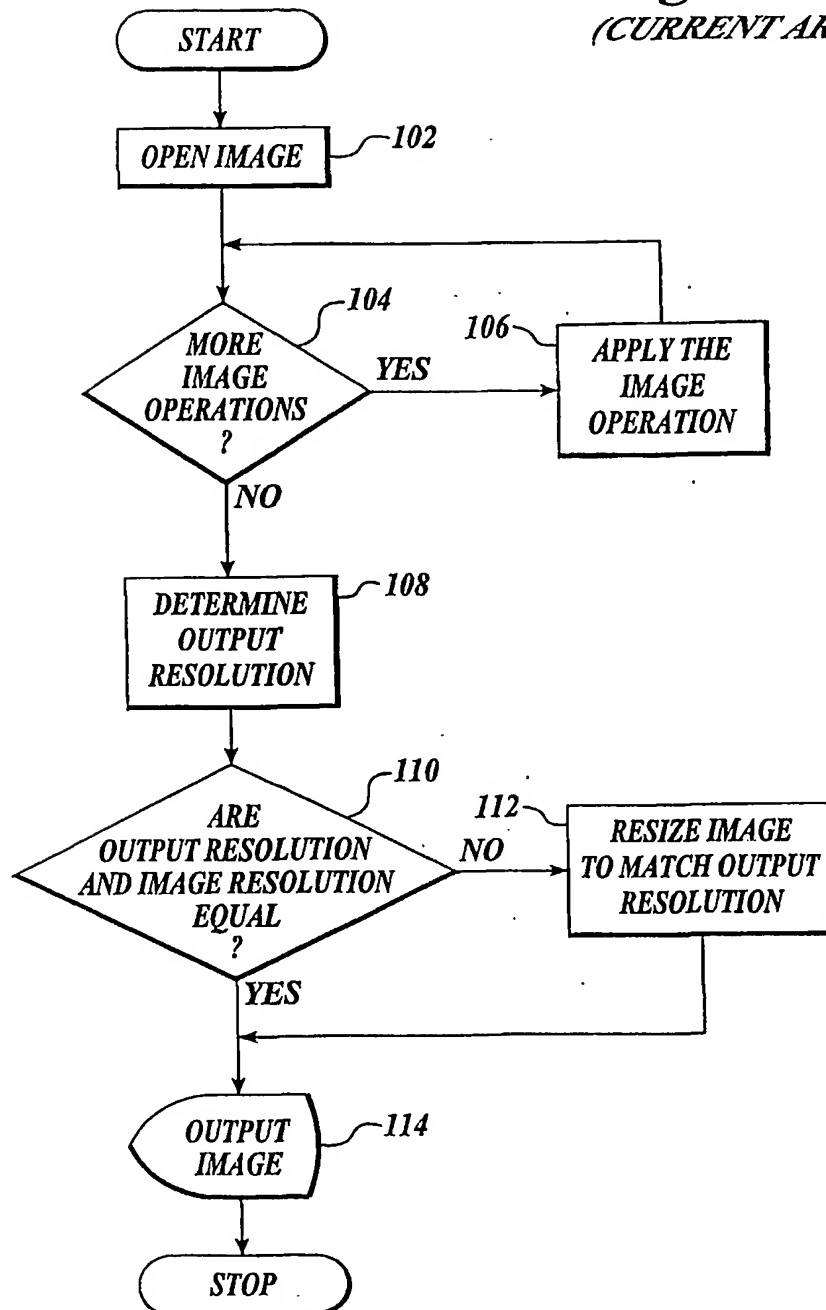 (CURRENT AR
START
OPEN IMAGE
102
104
MORE
IMAGE
OPERATIONS
?
YES
106
APPLY THE
IMAGE
OPERATION
NO
108
DETERMINE
OUTPUT
RESOLUTION
110
ARE
OUTPUT RESOLUTION
AND IMAGE RESOLUTION
EQUAL
?
NO
112
RESIZE IMAGE
TO MATCH OUTPUT
RESOLUTION
YES
OUTPUT
IMAGE
114
STOP